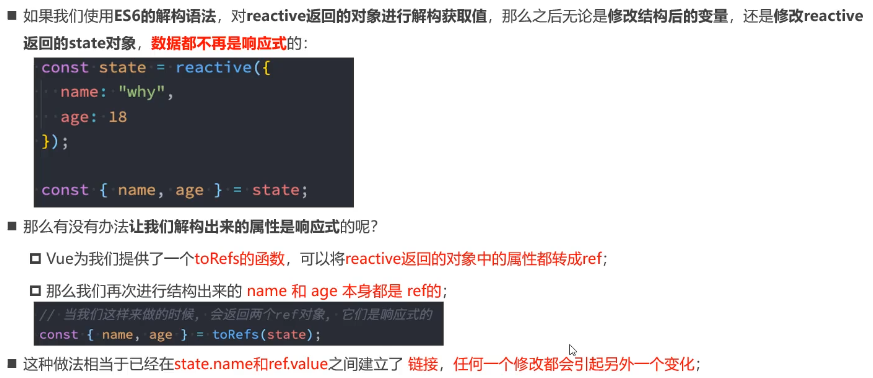 如果我们使用ES6的解构语法，对reactive返回的对象进行解构获取值，那么之后无论是修改结构后的变量，还是修改reactive
返回的state对象，数据都不再是响应式的：
const state = reactive({
name: "why",
age: 18
});
const { name, age } = state;
那么有没有办法让我们解构出来的属性是响应式的呢？
Vue为我们提供了一个toRefs的函数，可以将reactive返回的对象中的属性都转成ref；
那么我们再次进行结构出来的 name 和 age 本身都是 ref的；
// 当我们这样来做的时候, 会返回两个ref对象, 它们是响应式的
const { name, age } = toRefs(state);
这种做法相当于已经在state.name和ref.value之间建立了 链接，任何一个修改都会引起另外一个变化；